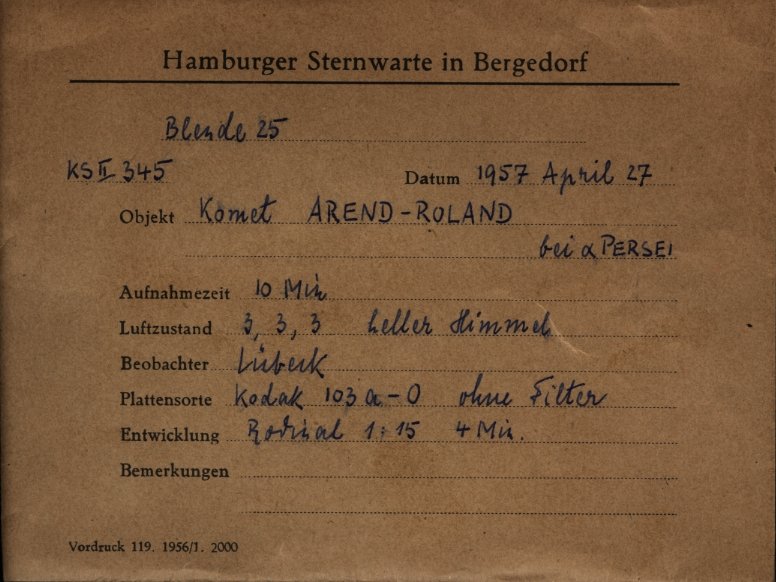 Hamburger Sternwarte in Bergedorf
Blende 25
KS II 345 Datum 1957 April 27
Objekt Komet AREND-ROLAND
bei α PERSEI
Aufnahmezeit 10 Min
Luftzustand 3, 3, 3 heller Himmel
Beobachter Lübeck
Plattensorte Kodak 103 a-O ohne Filter
Entwicklung Rodinal 1:15 4 Min.
Bemerkungen
Vordruck 119. 1956/1. 2000